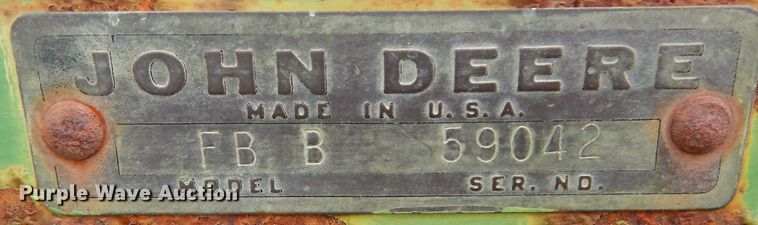 JOHN DEERE
MADE IN U.S.A.
FB B 59042
MODEL SER. NO.
Purple Wave Auction